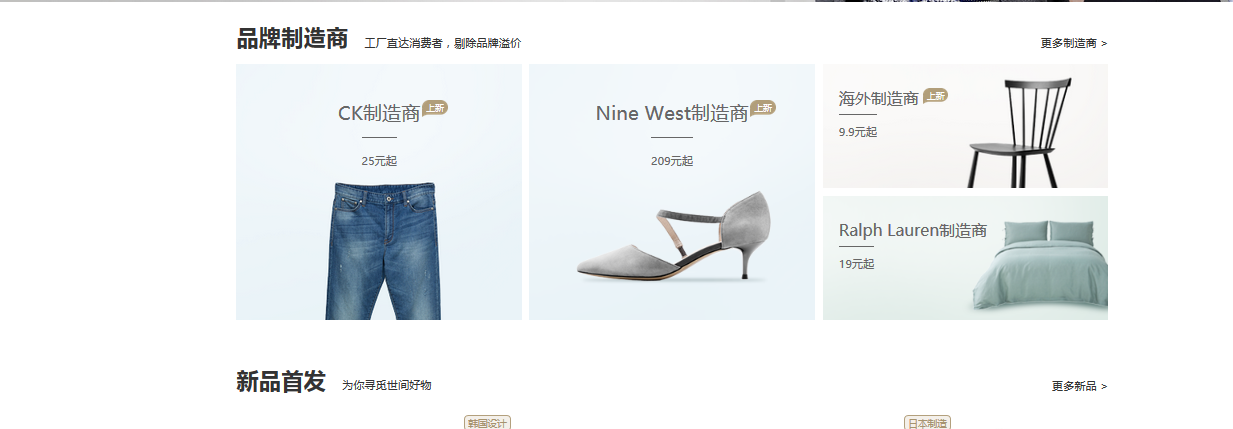 品牌制造商 工厂直达消费者，剔除品牌溢价 更多制造商 >
CK制造商 上新
25元起
Nine West制造商 上新
209元起
海外制造商 上新
9.9元起
Ralph Lauren制造商
19元起
新品首发 为你寻觅世间好物 更多新品 >
韩国设计
日本制造